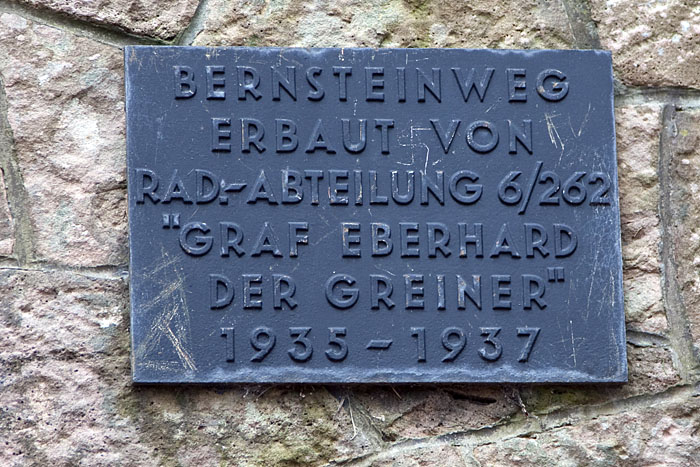 BERNSTEINWEG
ERBAUT VON
RAD.-ABTEILUNG 6/262
"GRAF EBERHARD
DER GREINER"
1935 - 1937